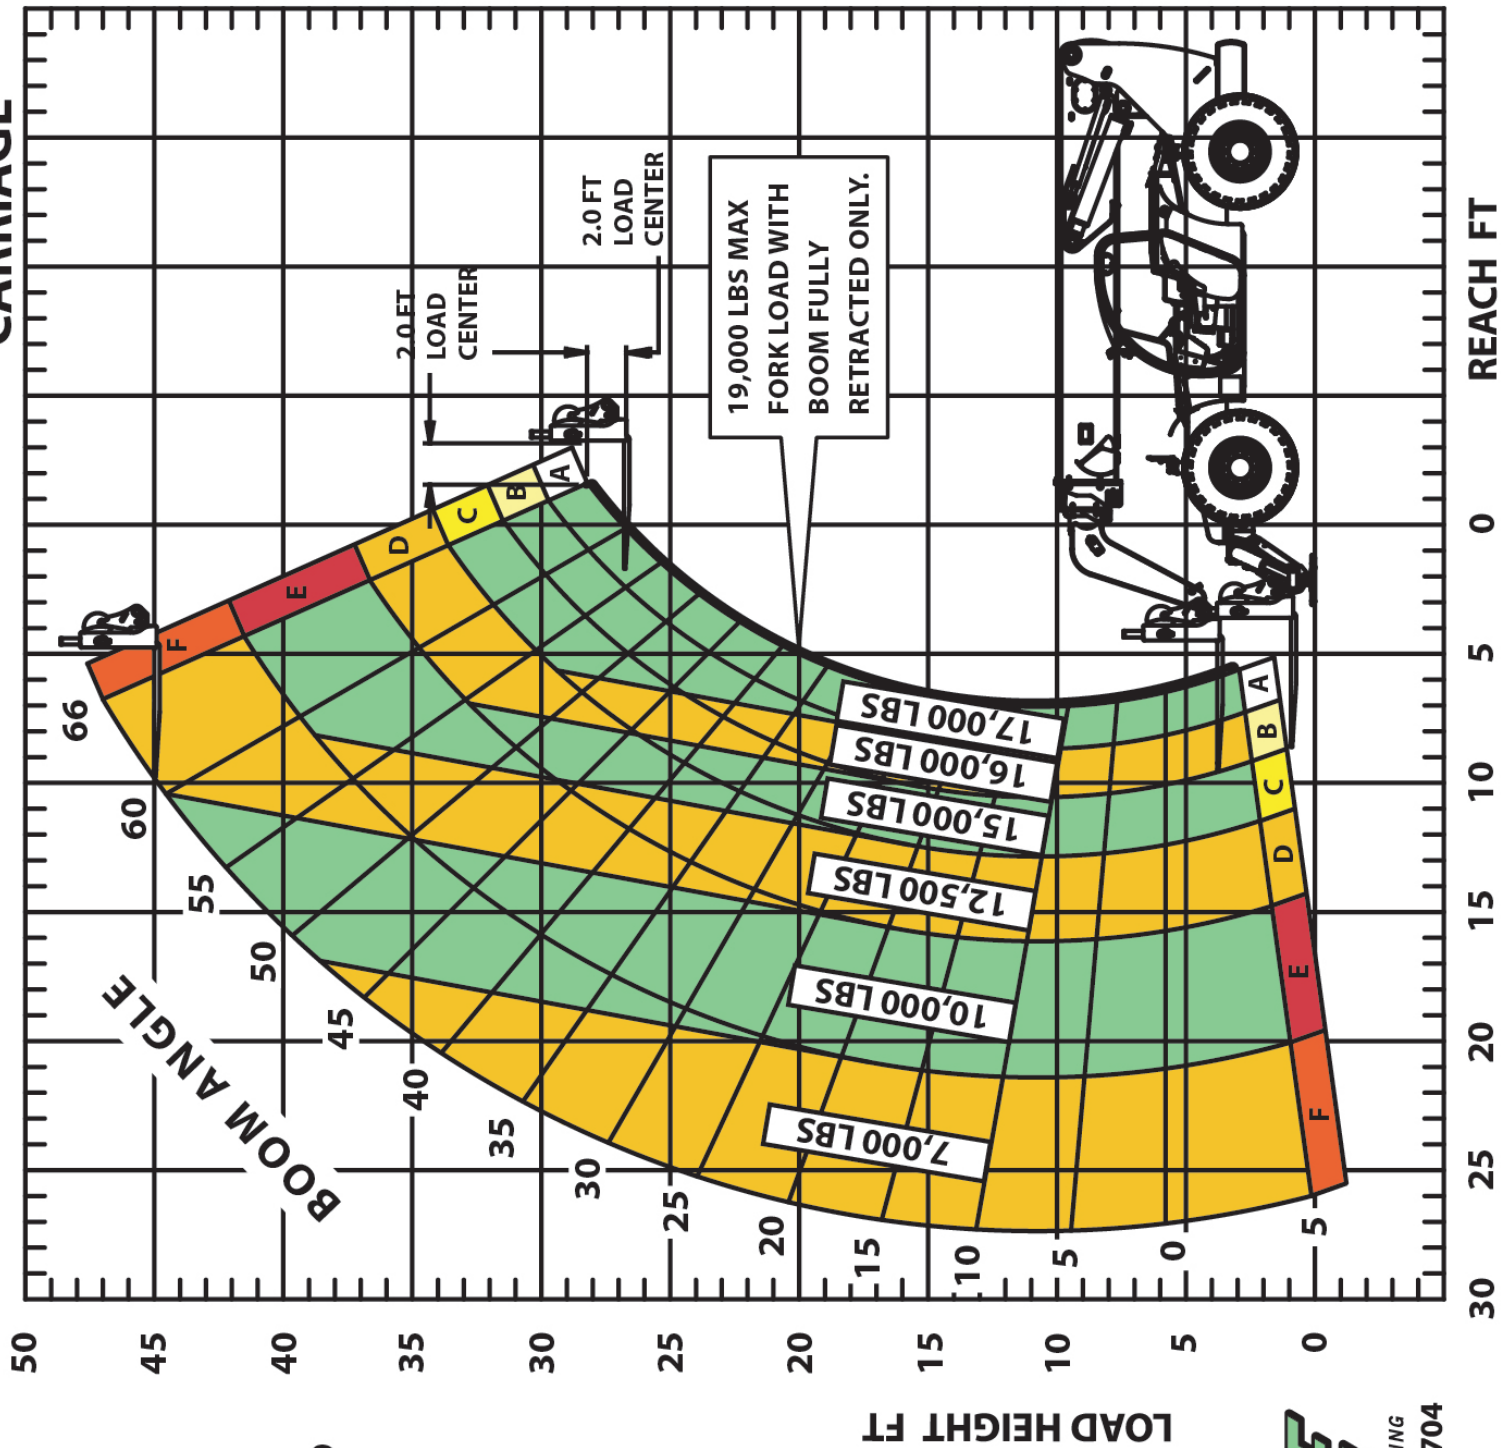 CARRIAGE
2.0 FT
LOAD
CENTER
2.0 FT
LOAD
CENTER
19,000 LBS MAX
FORK LOAD WITH
BOOM FULLY
RETRACTED ONLY.
A
B
C
D
E
F
66
60
55
50
45
40
35
30
25
20
15
10
5
0
5
BOOM ANGLE
17,000 LBS
16,000 LBS
15,000 LBS
12,500 LBS
10,000 LBS
7,000 LBS
A
B
C
D
E
F
REACH FT
0
5
10
15
20
25
30
50
45
40
35
30
25
20
15
10
5
0
LOAD HEIGHT FT
ING
704